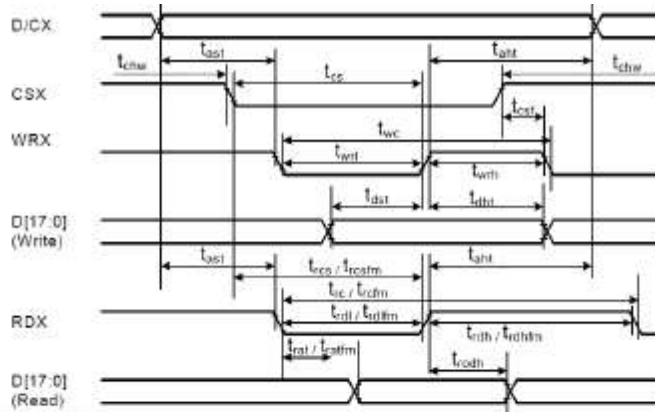 D/CX
tast
taht
tchw
tcs
tchw
CSX
tcst
twc
WRX
twrl
twrh
tdst
tdht
D[17:0]
(Write)
tast
trcs / trcsfm
taht
trc / trcfm
RDX
trdl / trdlfm
trdh / trdhfm
trat / tratfm
trodh
D[17:0]
(Read)